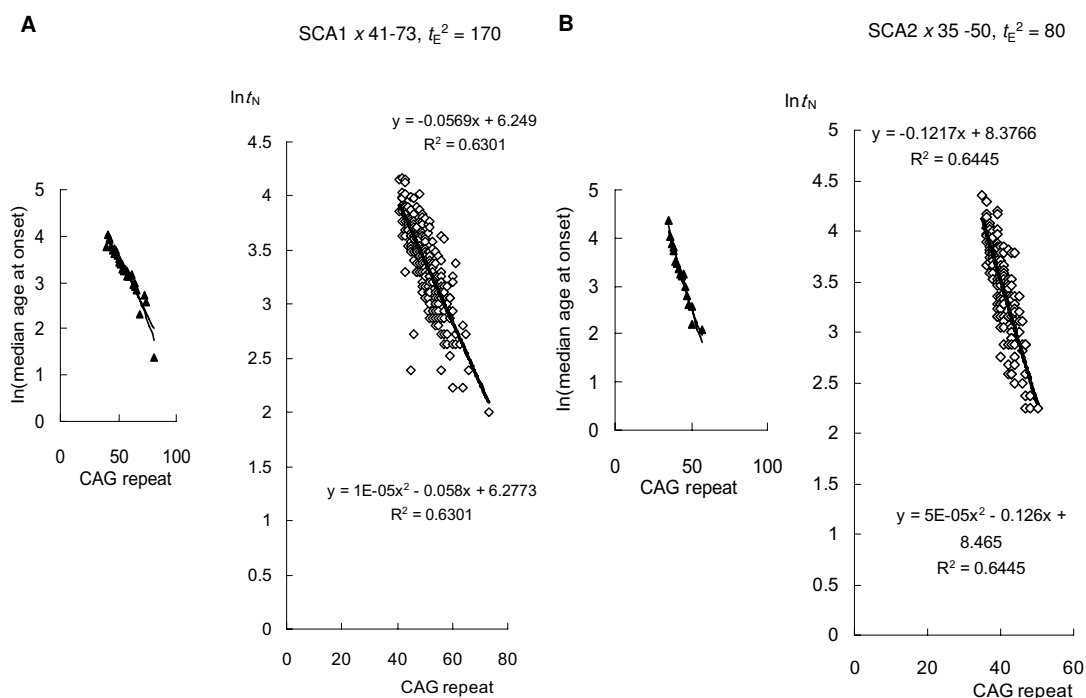 A
SCA1 x 41-73, tE² = 170
ln(median age at onset)
5
4
3
2
1
0
0
50
100
CAG repeat
lntN
y = -0.0569x + 6.249
R² = 0.6301
4.5
4
3.5
3
2.5
2
1.5
1
0.5
0
y = 1E-05x² - 0.058x + 6.2773
R² = 0.6301
0
20
40
60
80
CAG repeat
B
SCA2 x 35 -50, tE² = 80
ln(median age at onset)
5
4
3
2
1
0
0
50
100
CAG repeat
lntN
y = -0.1217x + 8.3766
R² = 0.6445
5
4.5
4
3.5
3
2.5
2
1.5
1
0.5
0
y = 5E-05x² - 0.126x +
8.465
R² = 0.6445
0
20
40
60
CAG repeat